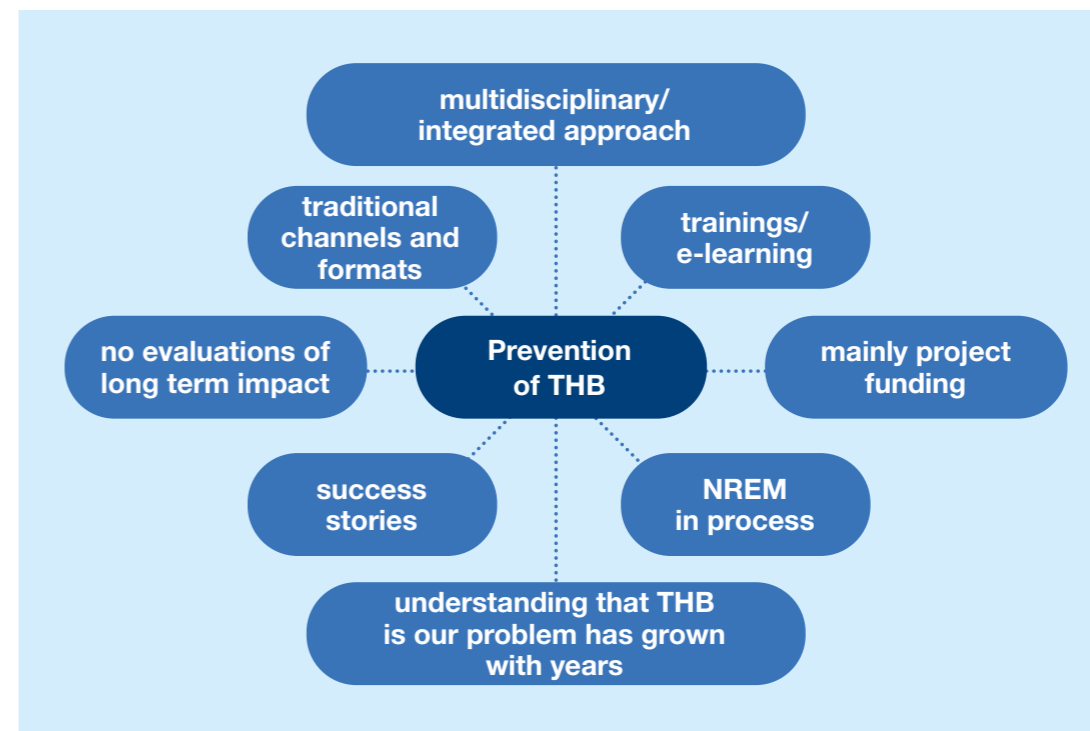 multidisciplinary/
integrated approach
traditional
channels and
formats
trainings/
e-learning
no evaluations of
long term impact
Prevention
of THB
mainly project
funding
success
stories
NREM
in process
understanding that THB
is our problem has grown
with years